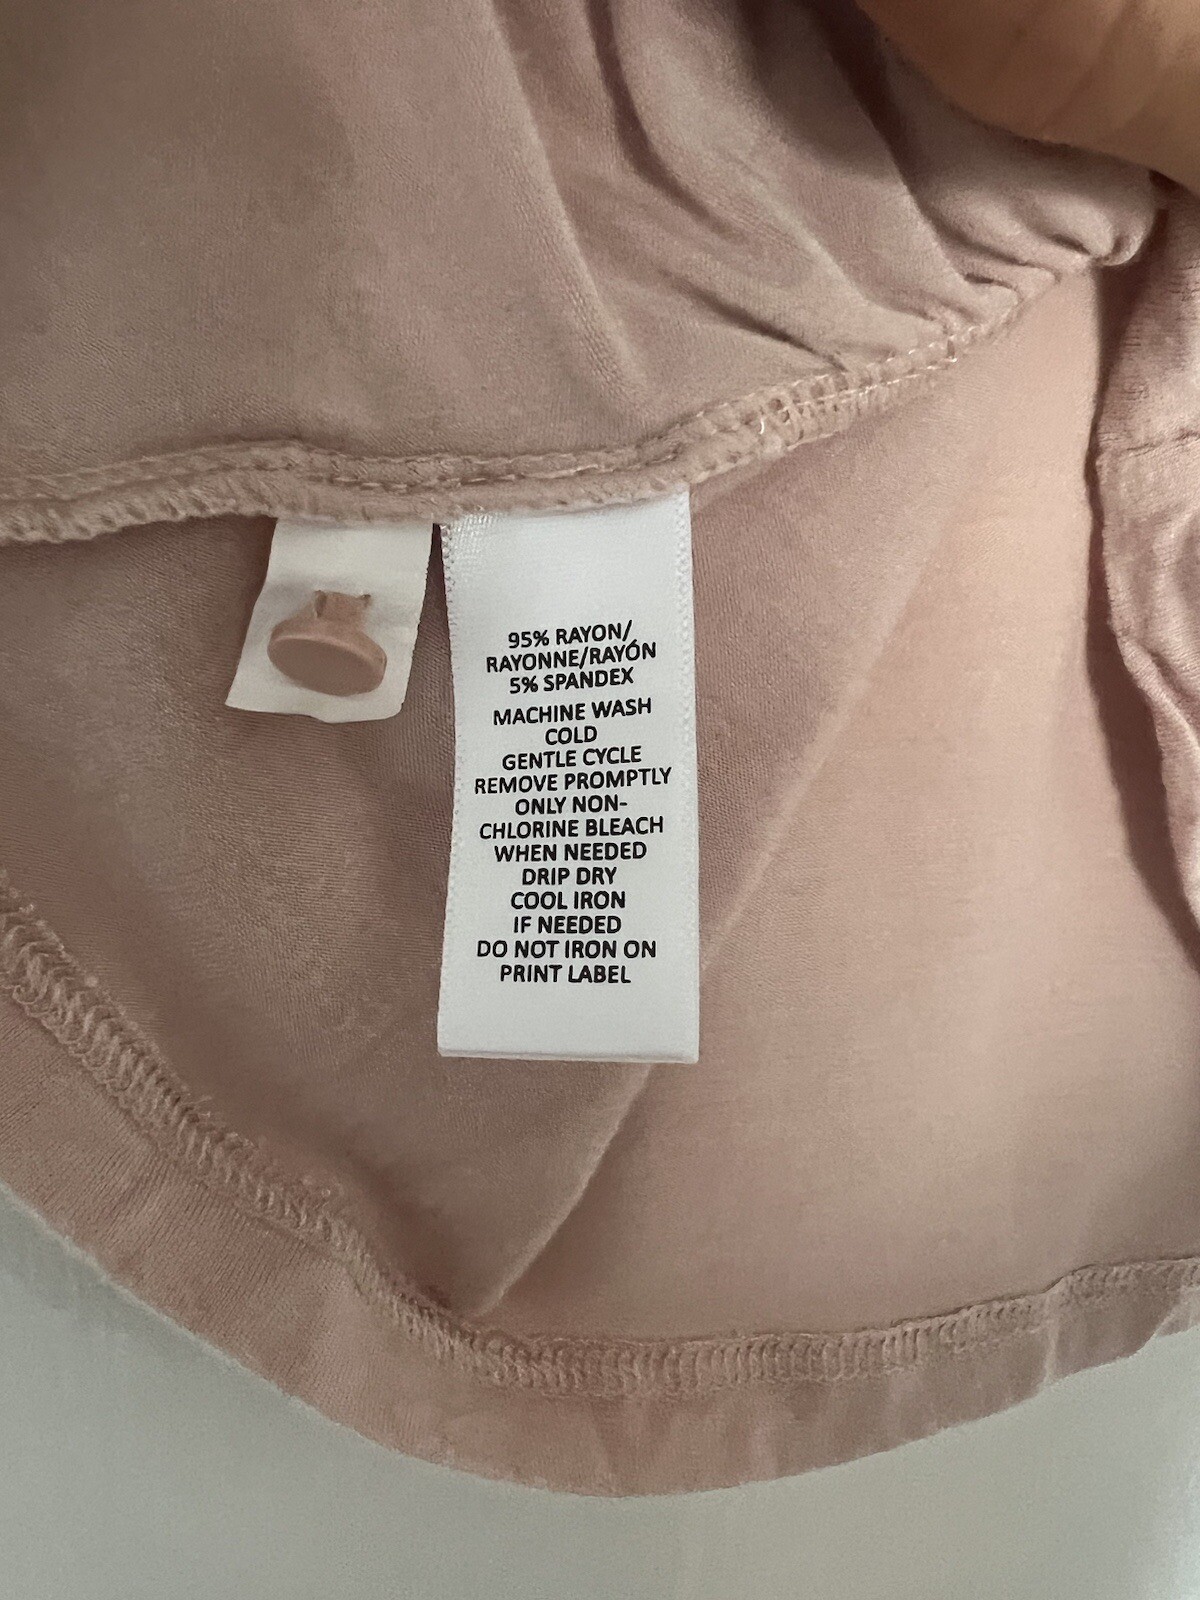 95% RAYON/
RAYONNE/RAYÓN
5% SPANDEX
MACHINE WASH
COLD
GENTLE CYCLE
REMOVE PROMPTLY
ONLY NON-
CHLORINE BLEACH
WHEN NEEDED
DRIP DRY
COOL IRON
IF NEEDED
DO NOT IRON ON
PRINT LABEL